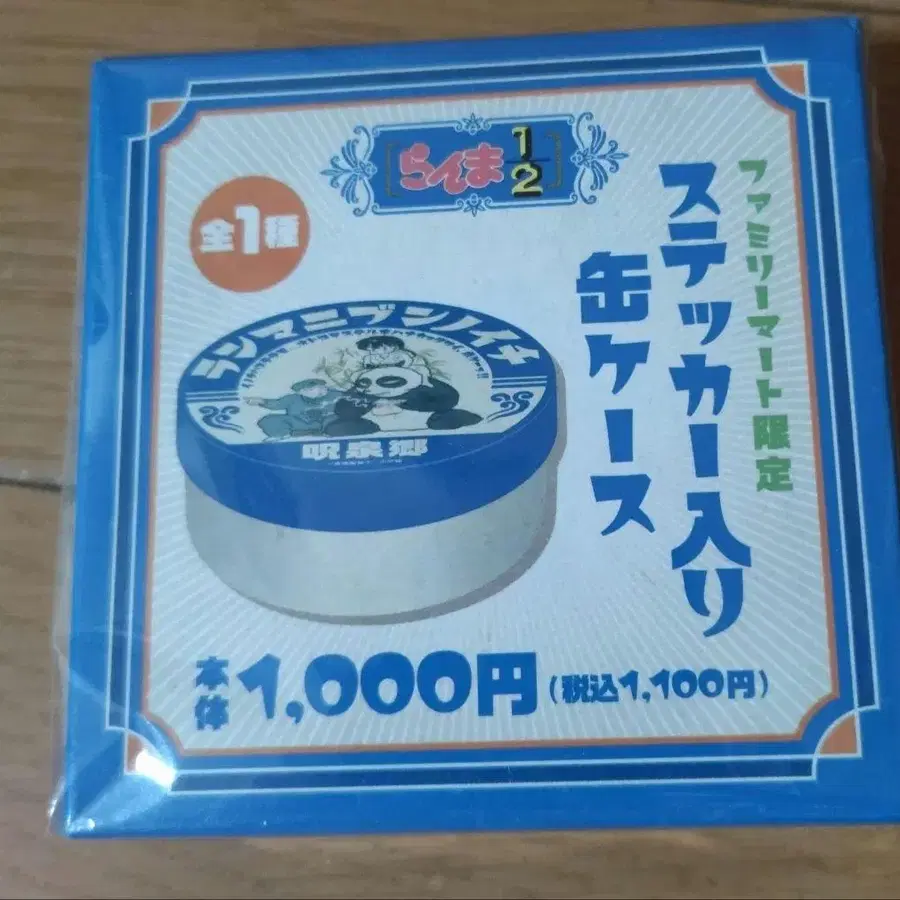 らんま1/2
全1種
ファミリーマート限定
ステッカー入り
缶ケース
ランマニブンノイチ
呪泉郷
本体1,000円(税込1,100円)